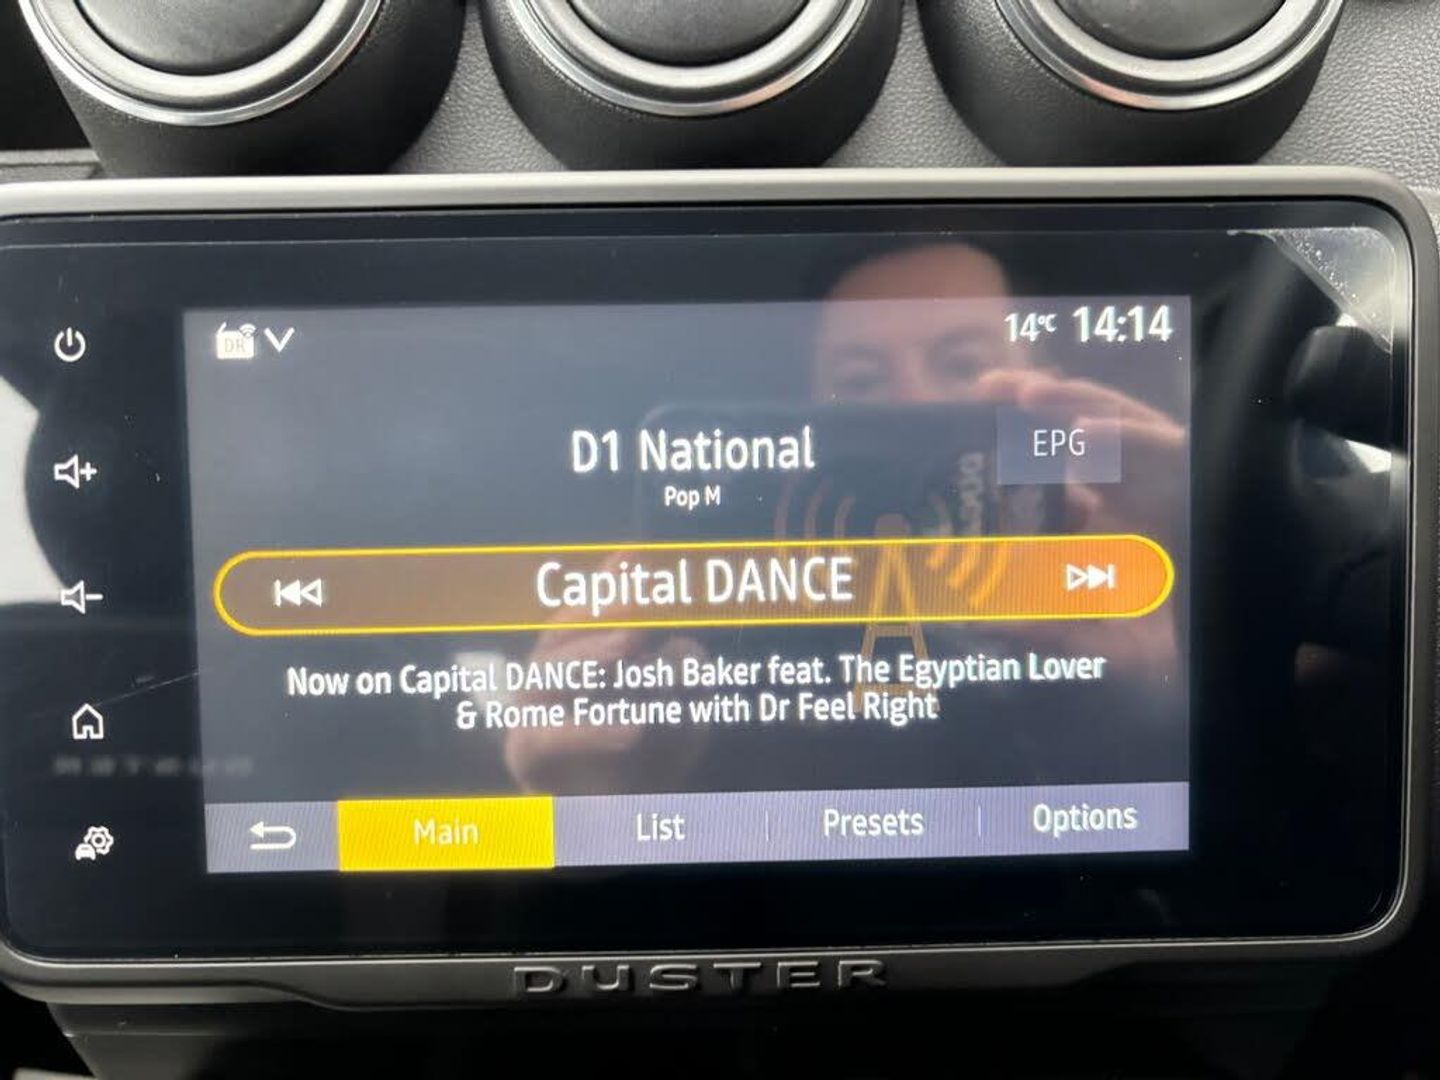 DR
14°C 14:14
D1 National
EPG
Pop M
Capital DANCE
Now on Capital DANCE: Josh Baker feat. The Egyptian Lover
& Rome Fortune with Dr Feel Right
Main List Presets Options
DUSTER